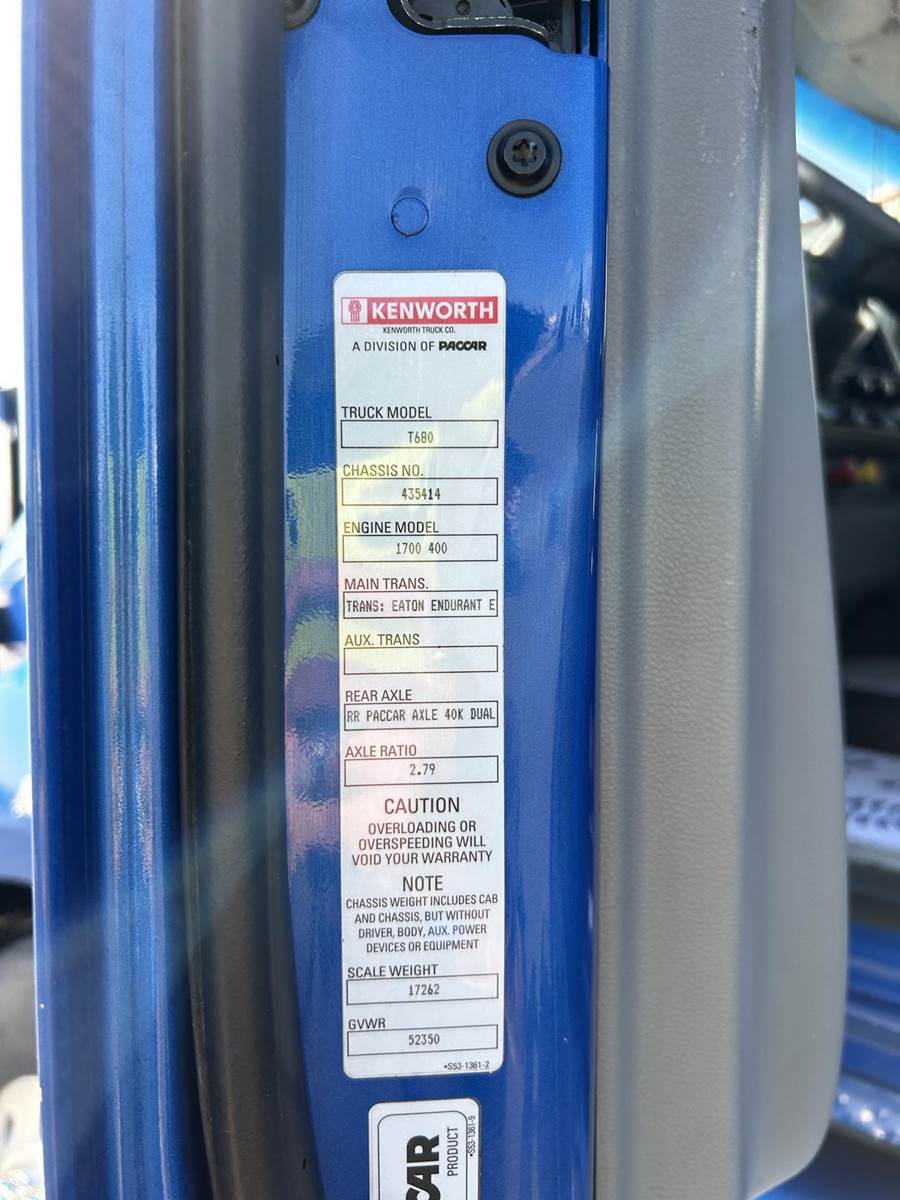 KENWORTH
KENWORTH TRUCK CO.
A DIVISION OF PACCAR
TRUCK MODEL
T680
CHASSIS NO.
435414
ENGINE MODEL
1700 400
MAIN TRANS.
TRANS: EATON ENDURANT E
AUX. TRANS
REAR AXLE
RR PACCAR AXLE 40K DUAL
AXLE RATIO
2.79
CAUTION
OVERLOADING OR
OVERSPEEDING WILL
VOID YOUR WARRANTY
NOTE
CHASSIS WEIGHT INCLUDES CAB
AND CHASSIS, BUT WITHOUT
DRIVER, BODY, AUX. POWER
DEVICES OR EQUIPMENT
SCALE WEIGHT
17262
GVWR
52350
*S53-1361-2
CAR
PRODUCT
*S53-1361-9